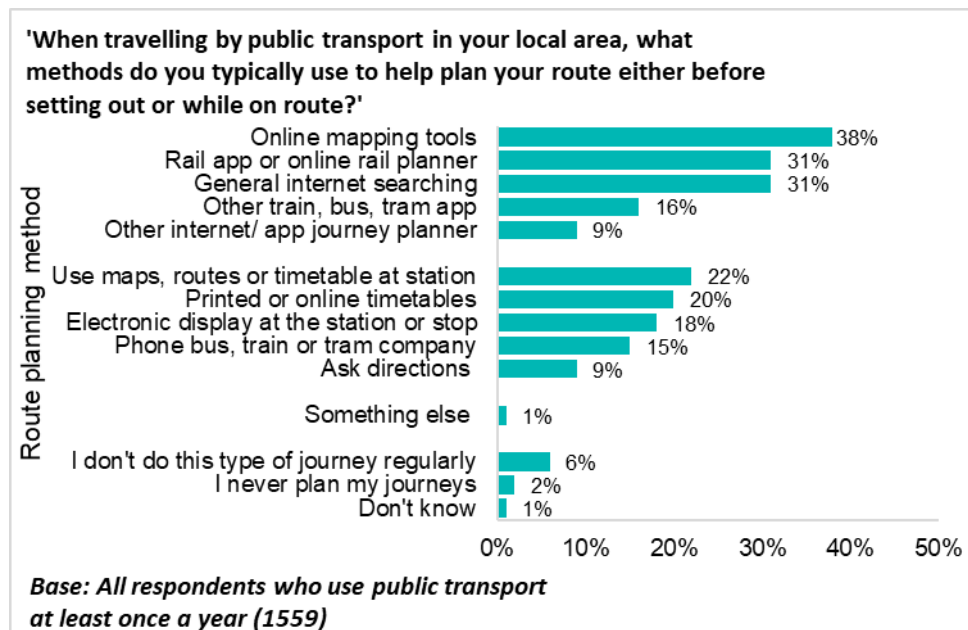 'When travelling by public transport in your local area, what
methods do you typically use to help plan your route either before
setting out or while on route?'
Route planning method
Online mapping tools 38%
Rail app or online rail planner 31%
General internet searching 31%
Other train, bus, tram app 16%
Other internet/ app journey planner 9%
Use maps, routes or timetable at station 22%
Printed or online timetables 20%
Electronic display at the station or stop 18%
Phone bus, train or tram company 15%
Ask directions 9%
Something else 1%
I don't do this type of journey regularly 6%
I never plan my journeys 2%
Don't know 1%
0% 10% 20% 30% 40% 50%
Base: All respondents who use public transport
at least once a year (1559)